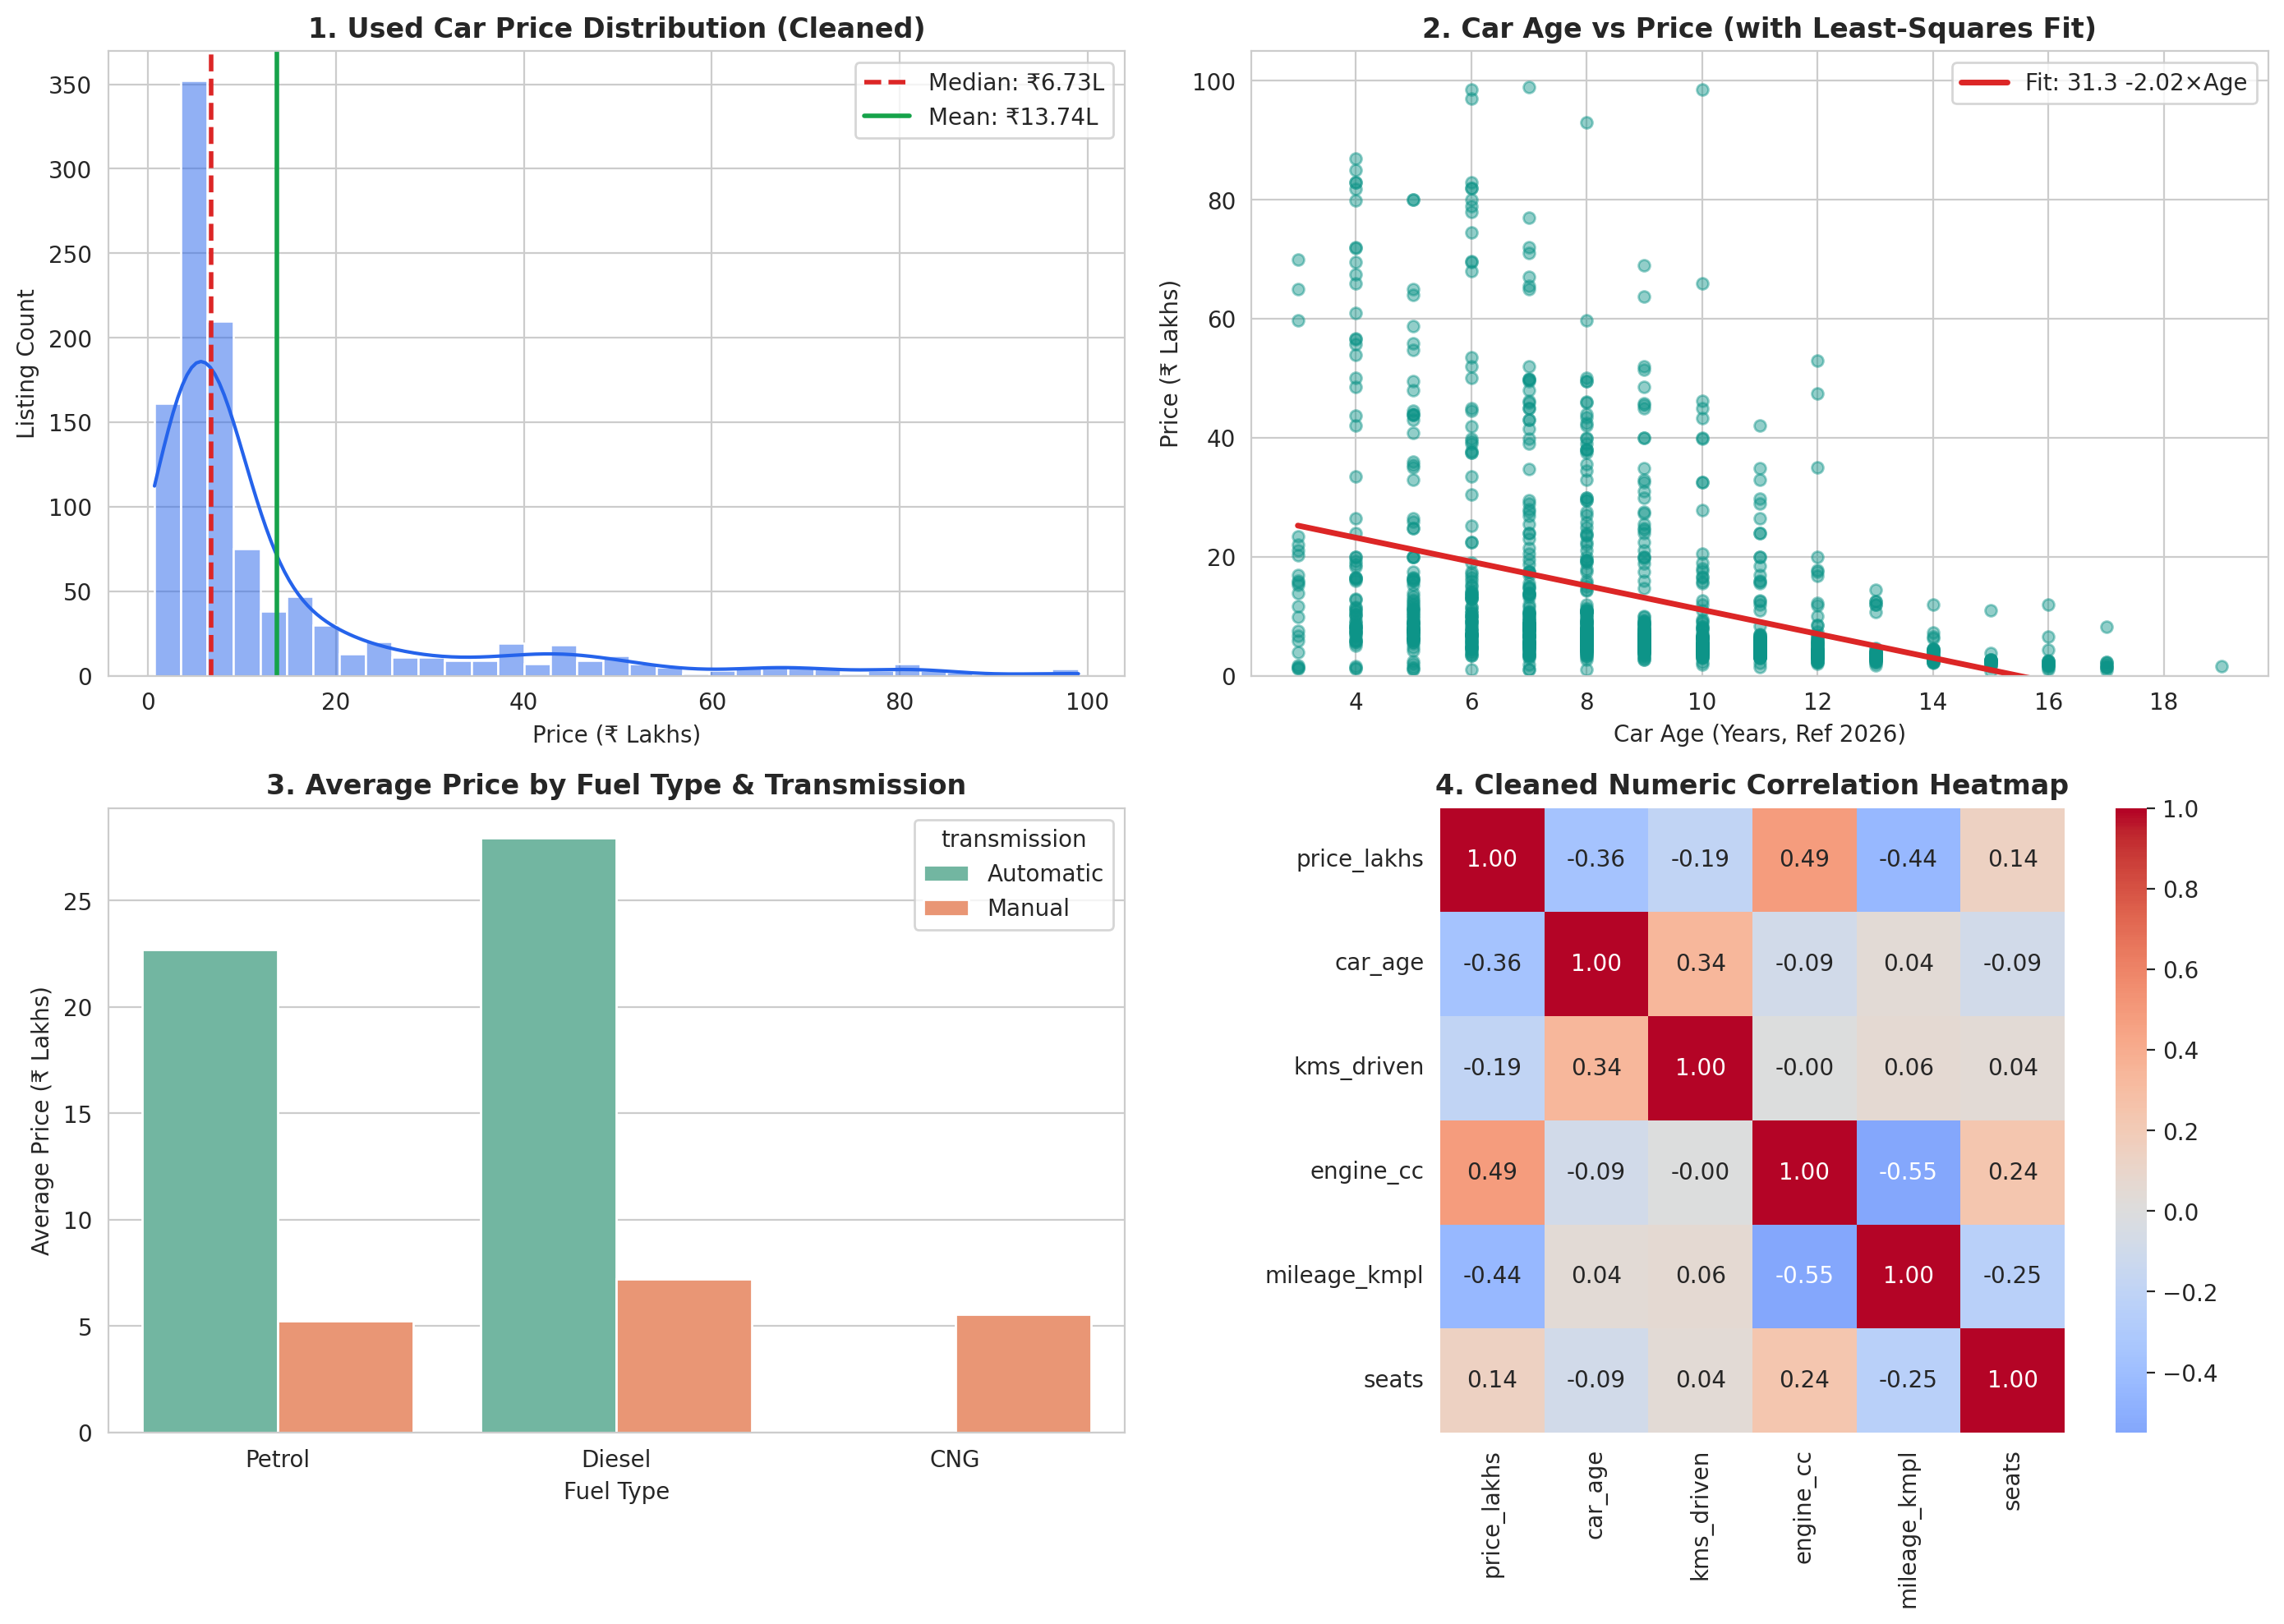 1. Used Car Price Distribution (Cleaned)
Median: ₹6.73L
Mean: ₹13.74L
350
300
250
200
150
100
50
0
Listing Count
0 20 40 60 80 100
Price (₹ Lakhs)
2. Car Age vs Price (with Least-Squares Fit)
Fit: 31.3 -2.02×Age
100
80
60
40
20
0
Price (₹ Lakhs)
4 6 8 10 12 14 16 18
Car Age (Years, Ref 2026)
3. Average Price by Fuel Type & Transmission
transmission
Automatic
Manual
25
20
15
10
5
0
Average Price (₹ Lakhs)
Petrol Diesel CNG
Fuel Type
4. Cleaned Numeric Correlation Heatmap
price_lakhs 1.00 -0.36 -0.19 0.49 -0.44 0.14
car_age -0.36 1.00 0.34 -0.09 0.04 -0.09
kms_driven -0.19 0.34 1.00 -0.00 0.06 0.04
engine_cc 0.49 -0.09 -0.00 1.00 -0.55 0.24
mileage_kmpl -0.44 0.04 0.06 -0.55 1.00 -0.25
seats 0.14 -0.09 0.04 0.24 -0.25 1.00
price_lakhs car_age kms_driven engine_cc mileage_kmpl seats
1.0
0.8
0.6
0.4
0.2
0.0
−0.2
−0.4